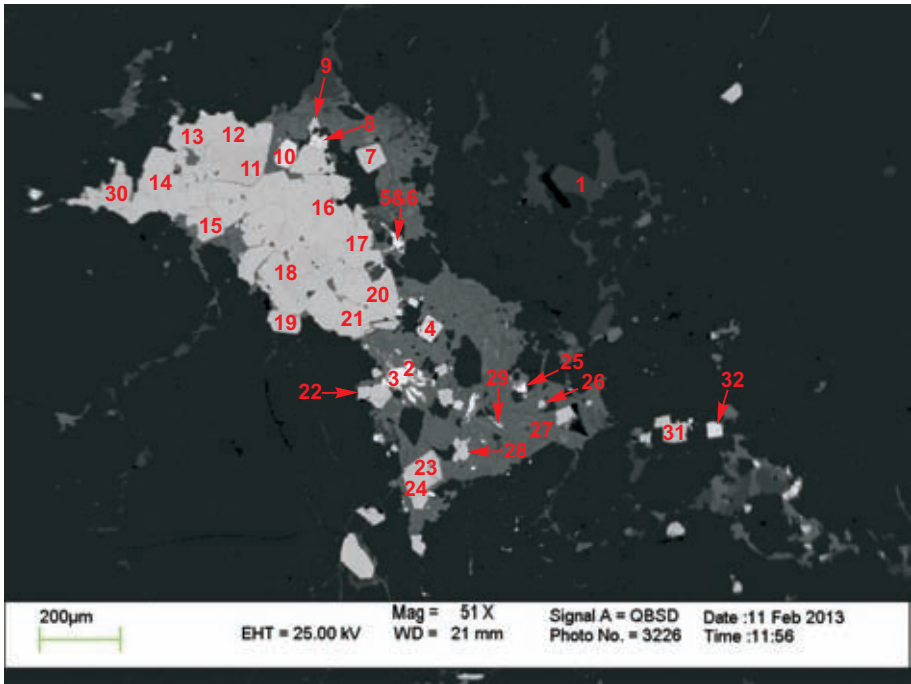 9
8
13 12
10 7
11
1
30 14
16
5&6
15
17
18
20
19 21 4
2
3
22 29 25
26
32
27
31
28
23
24
200µm
EHT = 25.00 kV
Mag = 51 X
WD = 21 mm
Signal A = QBSD
Photo No. = 3226
Date :11 Feb 2013
Time :11:56